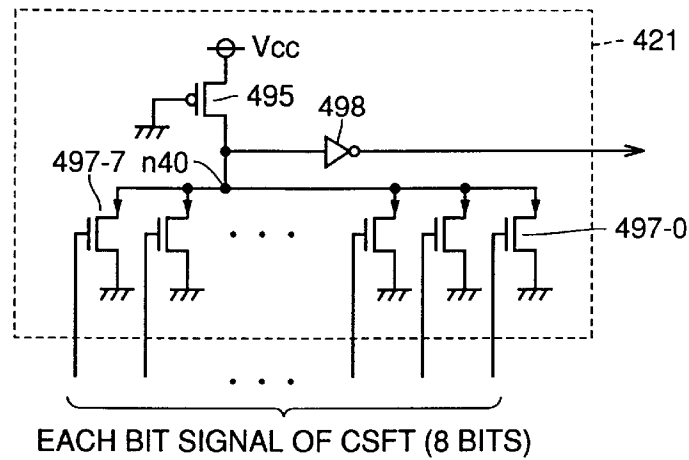 Vcc
421
495
498
497-7
n40
497-0
EACH BIT SIGNAL OF CSFT (8 BITS)